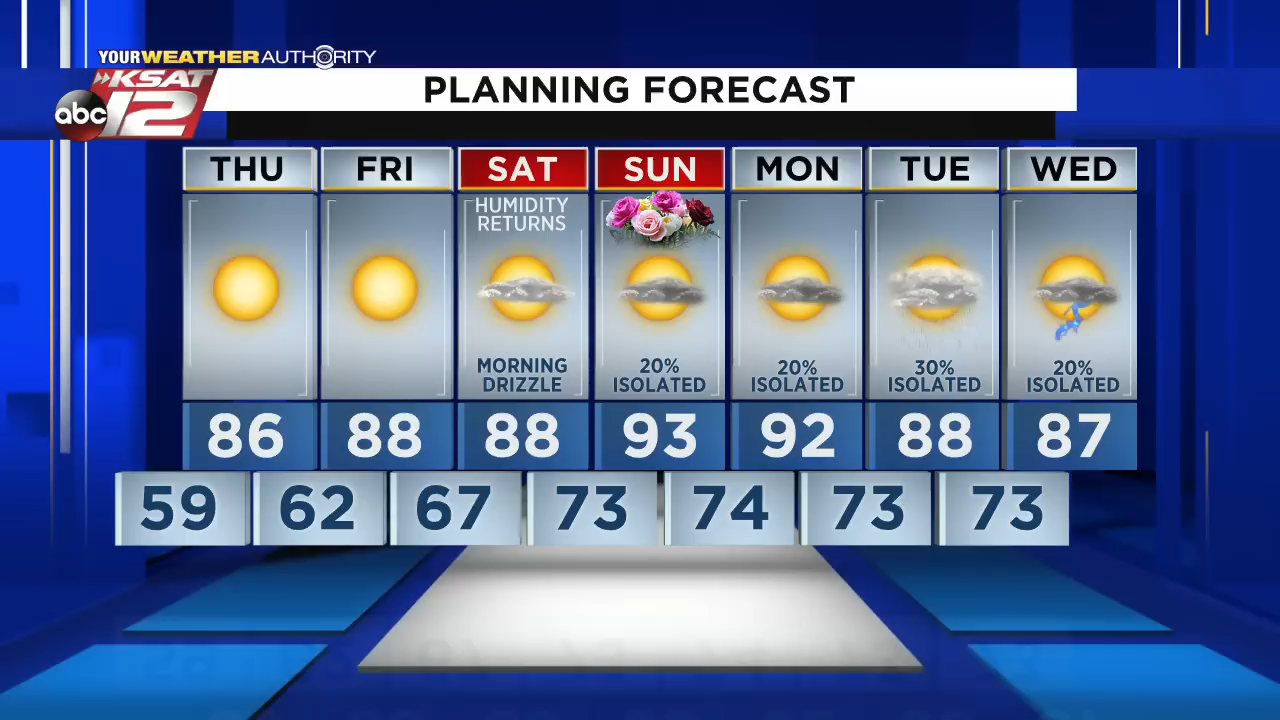 YOURWEATHERAUTHORITY
KSAT
abc 12
PLANNING FORECAST
THU FRI SAT SUN MON TUE WED
HUMIDITY
RETURNS
MORNING
DRIZZLE
20%
ISOLATED
20%
ISOLATED
30%
ISOLATED
20%
ISOLATED
86 88 88 93 92 88 87
59 62 67 73 74 73 73